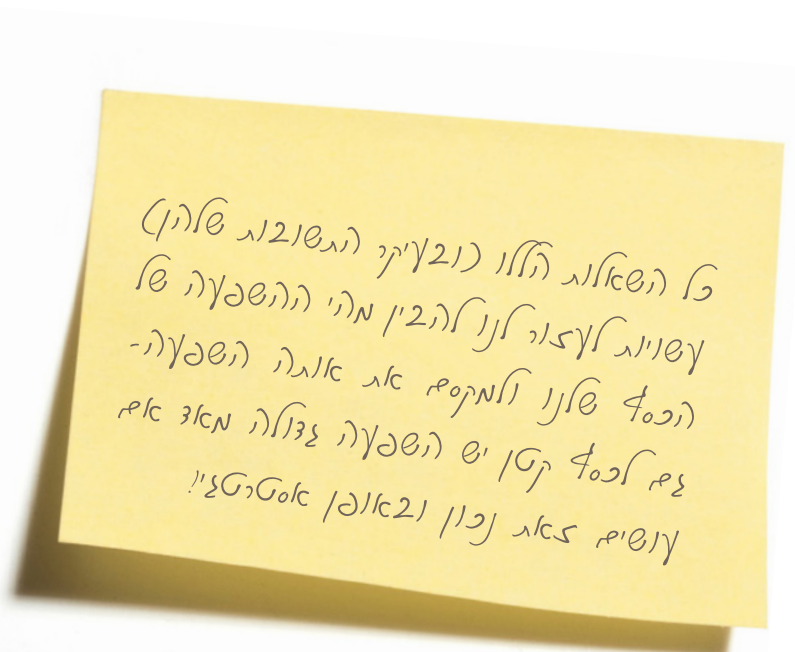 כל השאלות הללו (ובעיקר התשובות שלהן)
עשויות לעזור לנו להבין מהי ההשפעה של
הכסף שלנו ולמקסם את אותה השפעה-
גם לכסף קטן יש השפעה גדולה מאד אם
עושים זאת נכון ובאופן אסטרטגי!